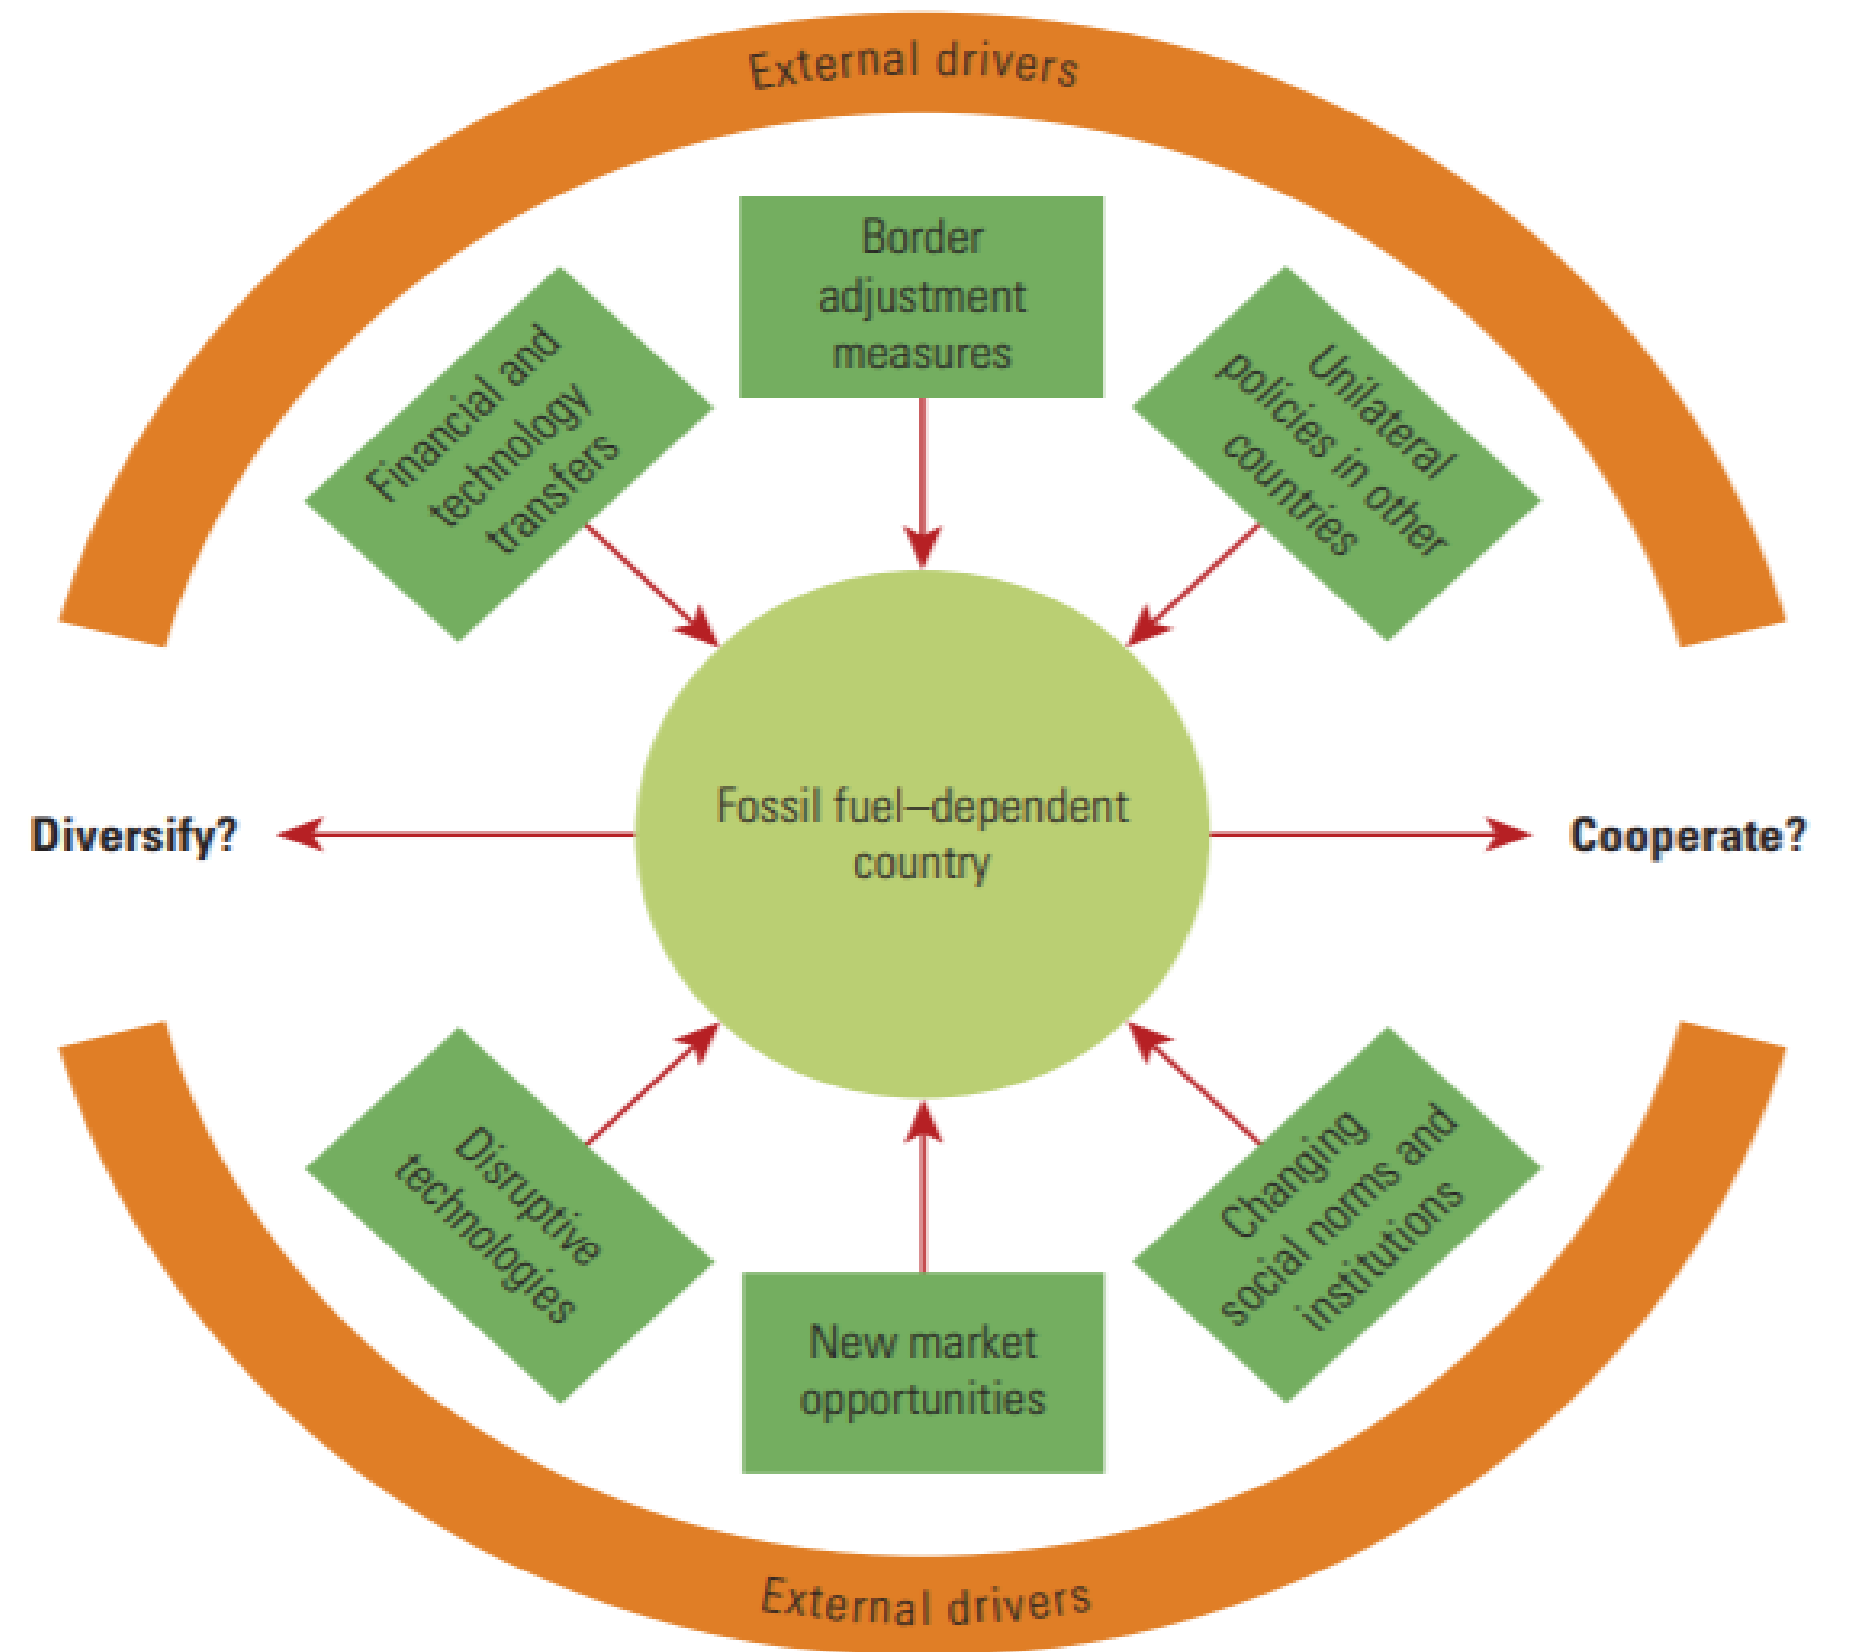 External drivers
Border
adjustment
measures
Financial and
technology
transfers
Unilateral
policies in other
countries
Fossil fuel–dependent
country
Diversify?
Cooperate?
Disruptive
technologies
New market
opportunities
Changing
social norms and
institutions
External drivers